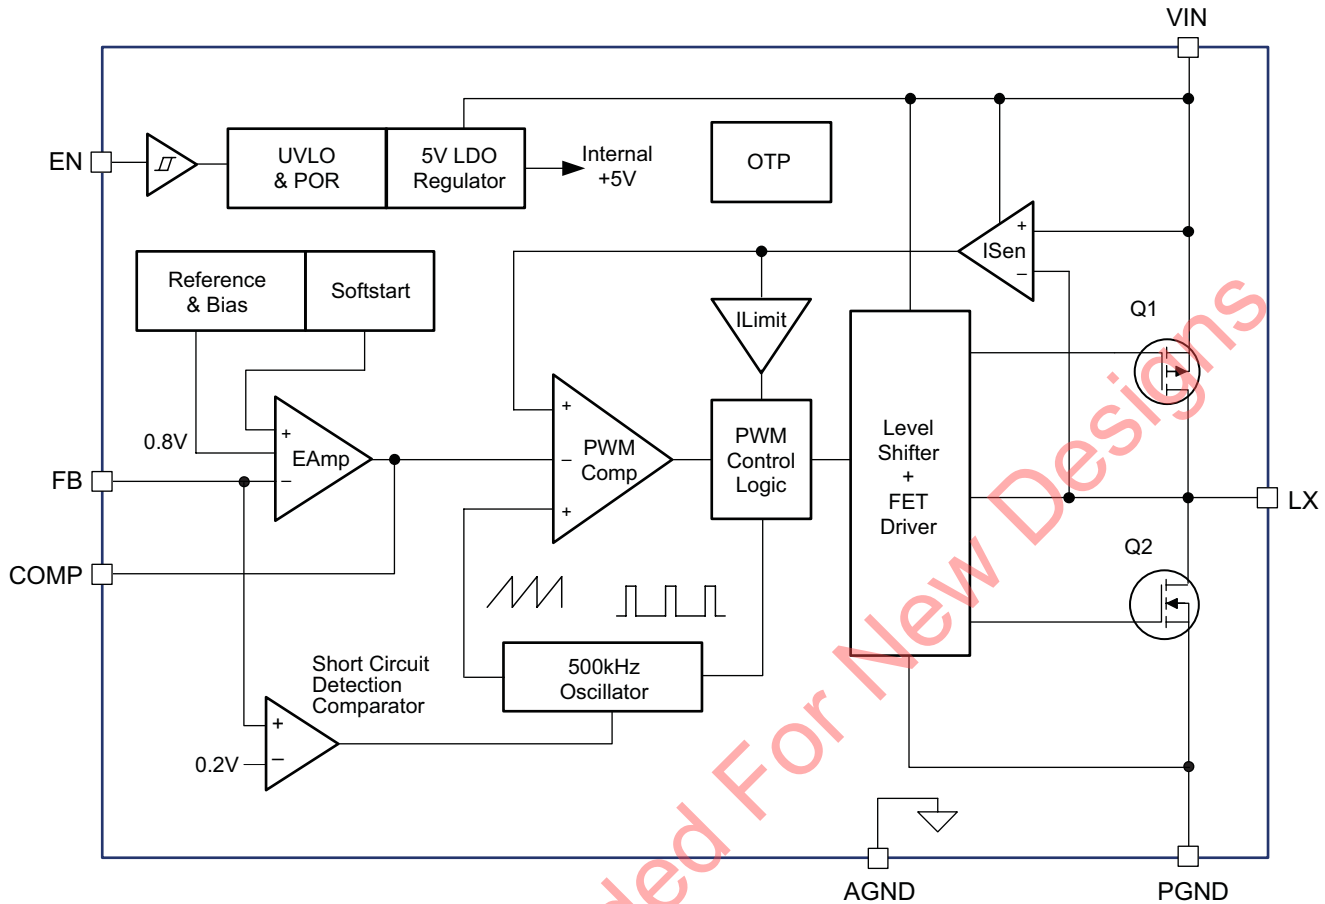 VIN
EN
UVLO
& POR
5V LDO
Regulator
Internal
+5V
OTP
Reference
& Bias
Softstart
ISen
+
–
ILimit
Q1
0.8V
+
EAmp
–
+
PWM
–
Comp
+
PWM
Control
Logic
Level
Shifter
+
FET
Driver
FB
COMP
LX
Q2
500kHz
Oscillator
Short Circuit
Detection
Comparator
+
0.2V
–
AGND
PGND
ded For New Designs